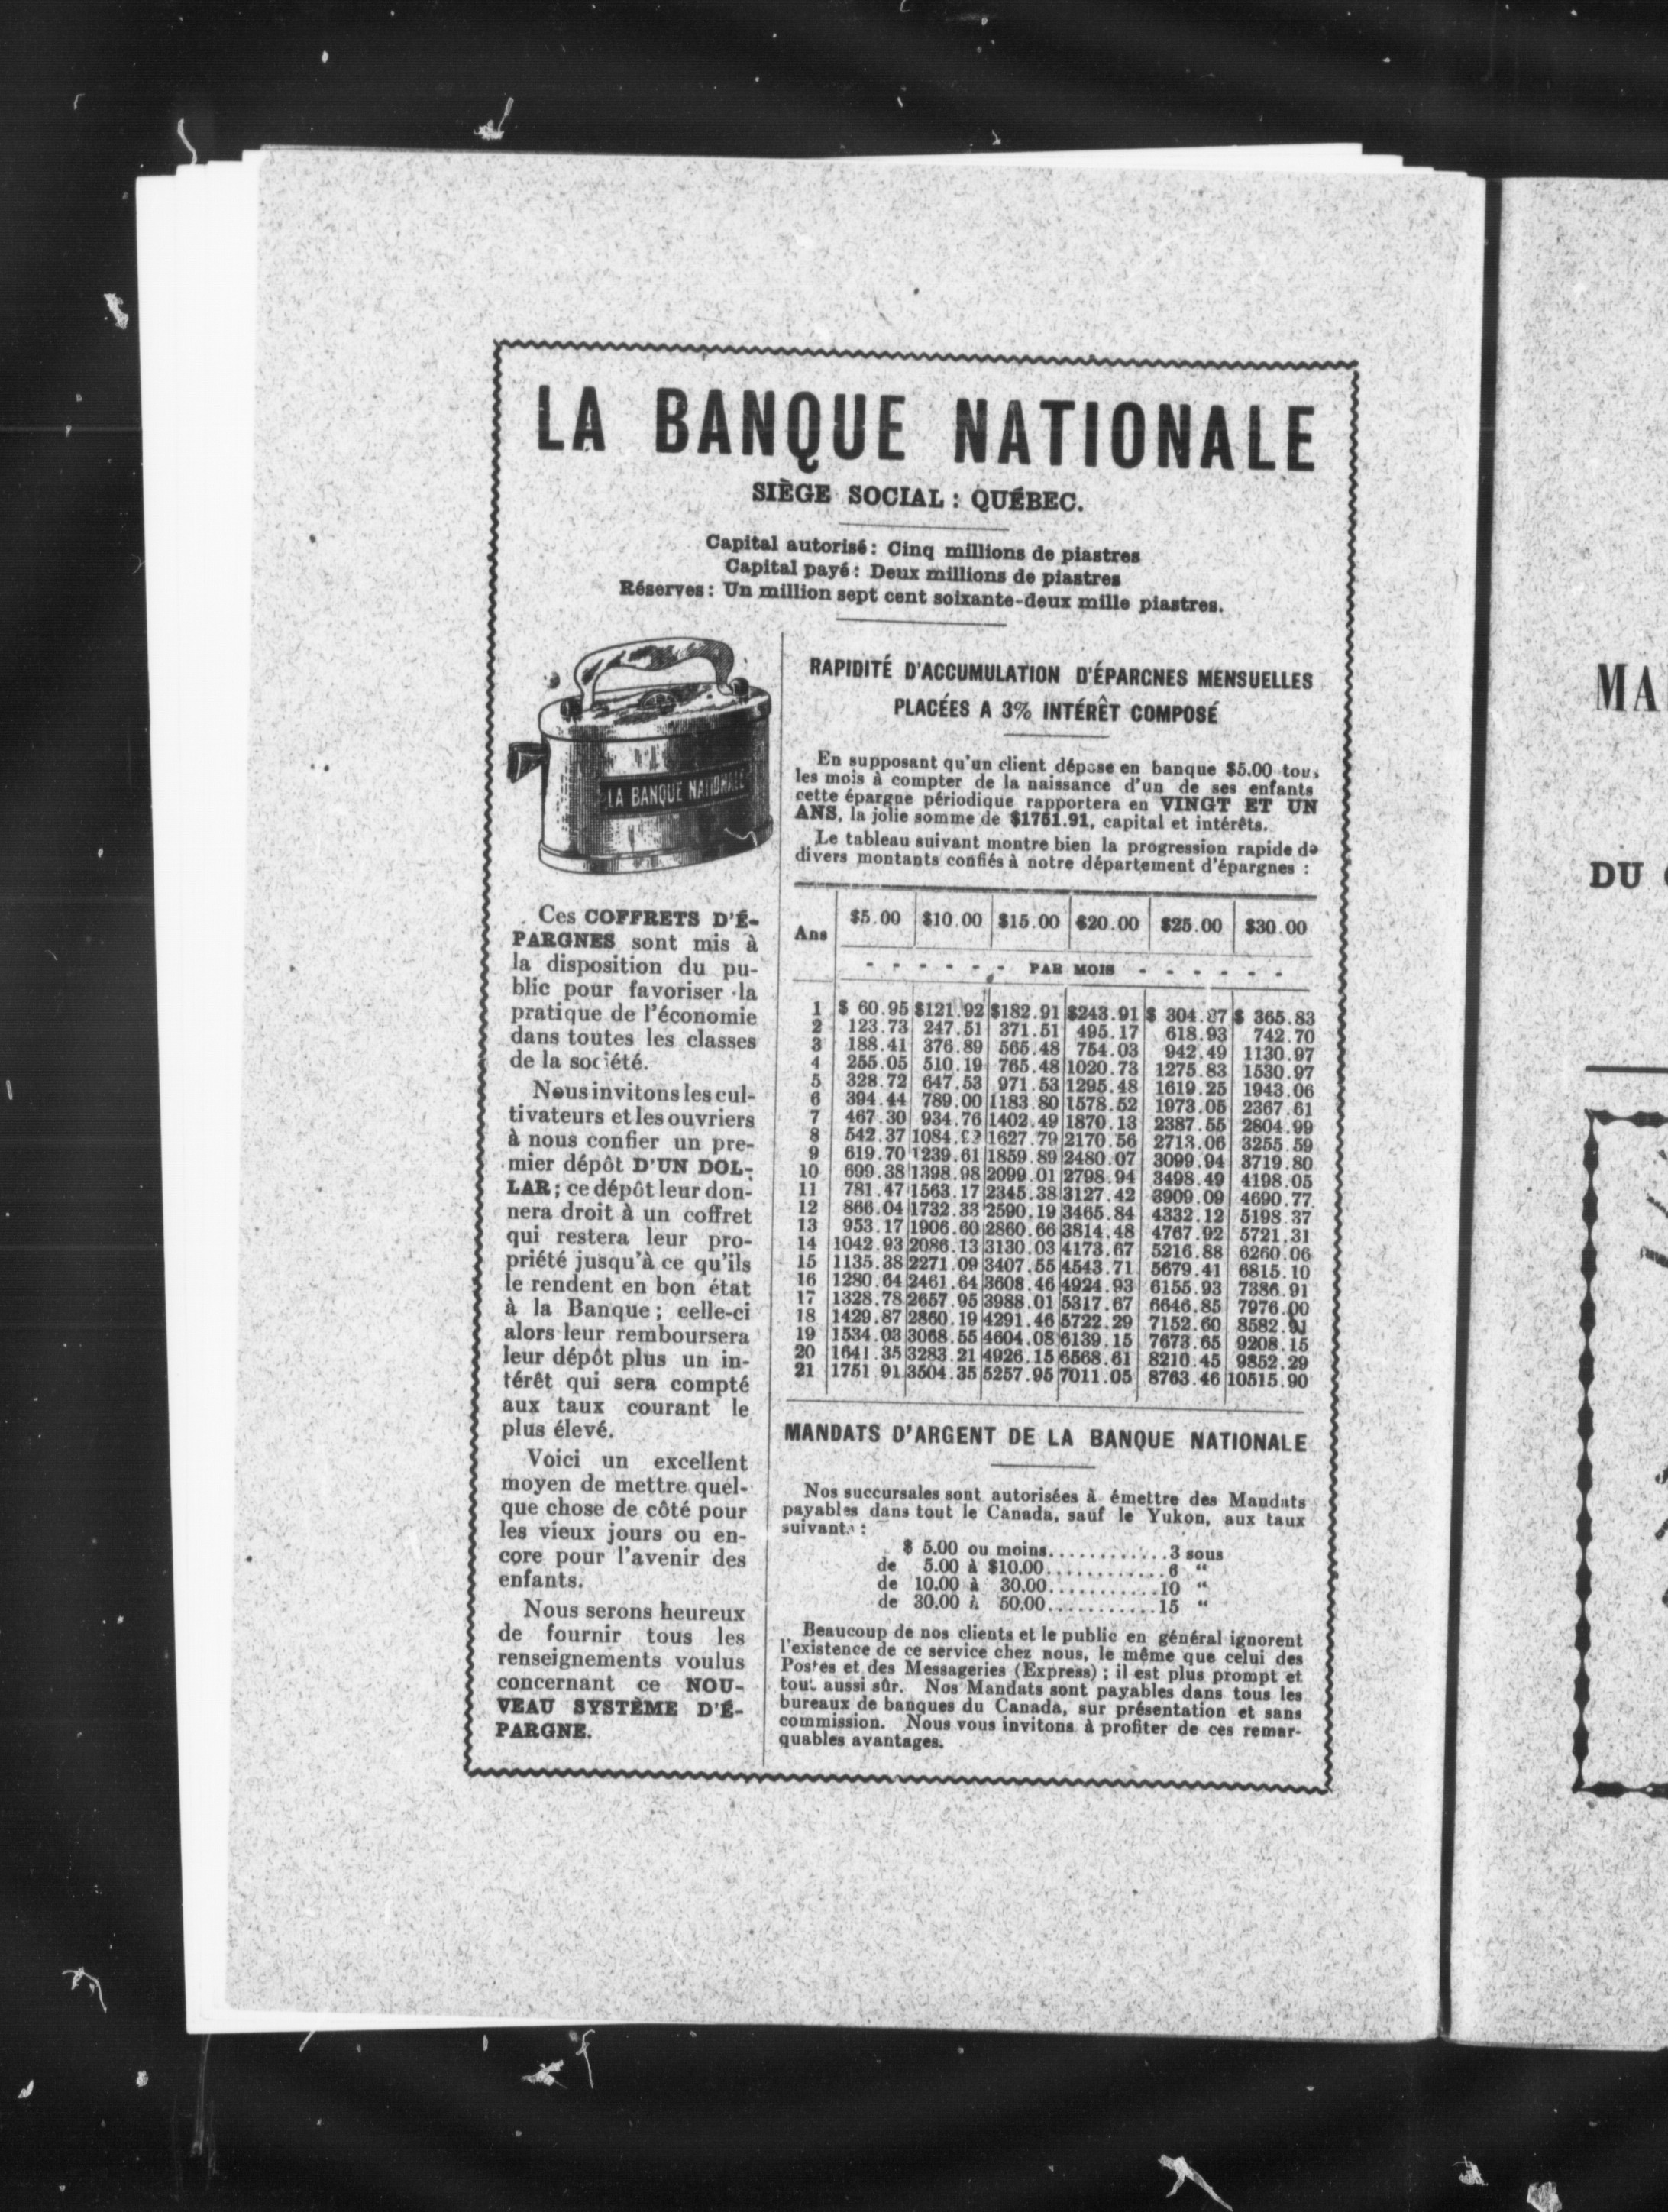 LA BANQUE NATIONALE
SIÈGE SOCIAL : QUÉBEC.
Capital autorisé : Cinq millions de piastres
Capital payé : Deux millions de piastres
Réserves : Un million sept cent soixante-deux mille piastres.
LA BANQUE NATIONALE
Ces COFFRETS D'É-
PARGNES sont mis à
la disposition du pu-
blic pour favoriser la
pratique de l'économie
dans toutes les classes
de la société.
Nous invitons les cul-
tivateurs et les ouvriers
à nous confier un pre-
mier dépôt D'UN DOL-
LAR ; ce dépôt leur don-
nera droit à un coffret
qui restera leur pro-
priété jusqu'à ce qu'ils
le rendent en bon état
à la Banque ; celle-ci
alors leur remboursera
leur dépôt plus un in-
térêt qui sera compté
aux taux courant le
plus élevé.
Voici un excellent
moyen de mettre quel-
que chose de côté pour
les vieux jours ou en-
core pour l'avenir des
enfants.
Nous serons heureux
de fournir tous les
renseignements voulus
concernant ce NOU-
VEAU SYSTÈME D'É-
PARGNE.
RAPIDITÉ D'ACCUMULATION D'ÉPARGNES MENSUELLES
PLACÉES A 3% INTÉRÊT COMPOSÉ
En supposant qu'un client dépose en banque $5.00 tous
les mois à compter de la naissance d'un de ses enfants
cette épargne périodique rapportera en VINGT ET UN
ANS, la jolie somme de $1751.91, capital et intérêts.
Le tableau suivant montre bien la progression rapide de
divers montants confiés à notre département d'épargnes :
Ans $5.00 $10.00 $15.00 $20.00 $25.00 $30.00
- - - - - - PAR MOIS - - - - - -
1 $ 60.95 $121.92 $182.91 $243.91 $ 304.87 $ 365.83
2 123.73 247.51 371.51 495.17 618.93 742.70
3 188.41 376.89 565.48 754.03 942.49 1130.97
4 255.05 510.19 765.48 1020.73 1275.83 1530.97
5 328.72 647.53 971.53 1295.48 1619.25 1943.06
6 394.44 789.00 1183.80 1578.52 1973.05 2367.61
7 467.30 934.76 1402.49 1870.13 2387.55 2804.99
8 542.37 1627.79 2170.56 2713.06 3255.59
9 619.70 1239.61 1859.89 2480.07 3099.94 3719.80
10 699.38 1398.98 2099.01 2798.94 3498.49 4198.05
11 781.47 1563.17 2345.38 3127.42 3909.09 4690.77
12 866.04 1732.33 2590.19 3465.84 4332.12 5198.37
13 953.17 1906.60 2860.66 3814.48 4767.92 5721.31
14 1042.93 2086.13 3130.03 4173.67 5216.88 6260.06
15 1135.38 2271.09 3407.55 4543.71 5679.41 6815.10
16 1280.64 2461.64 3608.46 4924.93 6155.93 7386.91
17 1328.78 2657.95 3988.01 5317.67 6646.85 7976.00
18 1429.87 2860.19 4291.46 5722.29 7152.60 8582.91
19 1534.03 3068.55 4604.08 6139.15 7673.65 9208.15
20 1641.35 3283.21 4926.15 6568.61 8210.45 9852.29
21 1751 91 3504.35 5257.95 7011.05 8763.46 10515.90
MANDATS D'ARGENT DE LA BANQUE NATIONALE
Nos succursales sont autorisées à émettre des Mandats
payables dans tout le Canada, sauf le Yukon, aux taux
suivants :
$ 5.00 ou moins............3 sous
de 5.00 à $10.00............6 "
de 10.00 à 30.00...........10 "
de 30.00 à 50.00...........15 "
Beaucoup de nos clients et le public en général ignorent
l'existence de ce service chez nous, le même que celui des
Postes et des Messageries (Express) ; il est plus prompt et
tout aussi sûr. Nos Mandats sont payables dans tous les
bureaux de banques du Canada, sur présentation et sans
commission. Nous vous invitons à profiter de ces remar-
quables avantages.
MA
DU